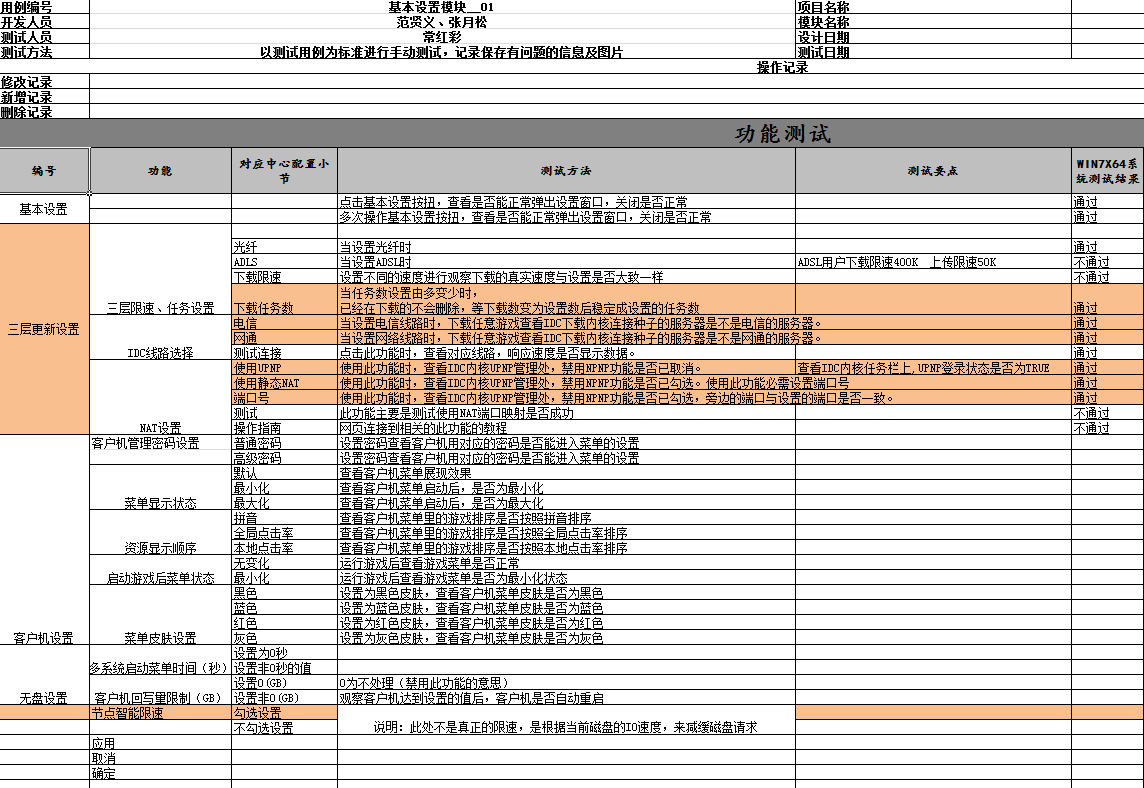 用例编号 基本设置模块__01 项目名称
开发人员 范贤义、张月松 模块名称
测试人员 常红彩 设计日期
测试方法 以测试用例为标准进行手动测试，记录保存有问题的信息及图片 测试日期
操作记录
修改记录
新增记录
删除记录
功能测试
编号 功能 对应中心配置小节 测试方法 测试要点 WIN7X64系统测试结果
基本设置 点击基本设置按扭，查看是否能正常弹出设置窗口，关闭是否正常 通过
多次操作基本设置按扭，查看是否能正常弹出设置窗口，关闭是否正常 通过
光纤 当设置光纤时 通过
ADLS 当设置ADSL时 ADSL用户下载限速400K 上传限速50K 不通过
下载限速 设置不同的速度进行观察下载的真实速度与设置是否大致一样 不通过
当任务数设置由多变少时，
三层限速、任务设置 下载任务数 已经在下载的不会删除，等下载数变为设置数后稳定成设置的任务数 通过
三层更新设置 电信 当设置电信线路时，下载任意游戏查看IDC下载内核连接种子的服务器是不是电信的服务器。 通过
网通 当设置网络线路时，下载任意游戏查看IDC下载内核连接种子的服务器是不是网通的服务器。 通过
IDC线路选择 测试连接 点击此功能时，查看对应线路，响应速度是否显示数据。 通过
使用UPNP 使用此功能时，查看IDC内核UPNP管理处，禁用NPNP功能是否已取消。 查看IDC内核任务栏上,UPNP登录状态是否为TRUE 通过
使用静态NAT 使用此功能时，查看IDC内核UPNP管理处，禁用NPNP功能是否已勾选。使用此功能必需设置端口号 通过
端口号 使用此功能时，查看IDC内核UPNP管理处，禁用NPNP功能是否已勾选，旁边的端口与设置的端口是否一致。 通过
测试 此功能主要是测试使用NAT端口映射是否成功 不通过
NAT设置 操作指南 网页连接到相关的此功能的教程 不通过
客户机管理密码设置 普通密码 设置密码查看客户机用对应的密码是否能进入菜单的设置
高级密码 设置密码查看客户机用对应的密码是否能进入菜单的设置
默认 查看客户机菜单展现效果
最小化 查看客户机菜单启动后，是否为最小化
菜单显示状态 最大化 查看客户机菜单启动后，是否为最大化
拼音 查看客户机菜单里的游戏排序是否按照拼音排序
全局点击率 查看客户机菜单里的游戏排序是否按照全局点击率排序
资源显示顺序 本地点击率 查看客户机菜单里的游戏排序是否按照本地点击率排序
无变化 运行游戏后查看游戏菜单是否正常
启动游戏后菜单状态 最小化 运行游戏后查看游戏菜单是否为最小化状态
黑色 设置为黑色皮肤，查看客户机菜单皮肤是否为黑色
蓝色 设置为蓝色皮肤，查看客户机菜单皮肤是否为蓝色
红色 设置为红色皮肤，查看客户机菜单皮肤是否为红色
客户机设置 菜单皮肤设置 灰色 设置为灰色皮肤，查看客户机菜单皮肤是否为灰色
设置为0秒
多系统启动菜单时间（秒） 设置非0秒的值
设置0(GB) 0为不处理（禁用此功能的意思）
无盘设置 客户机回写量限制（GB） 设置非0(GB) 观察客户机达到设置的值后，客户机是否自动重启
节点智能限速 勾选设置
不勾选设置 说明：此处不是真正的限速，是根据当前磁盘的IO速度，来减缓磁盘请求
应用
取消
确定